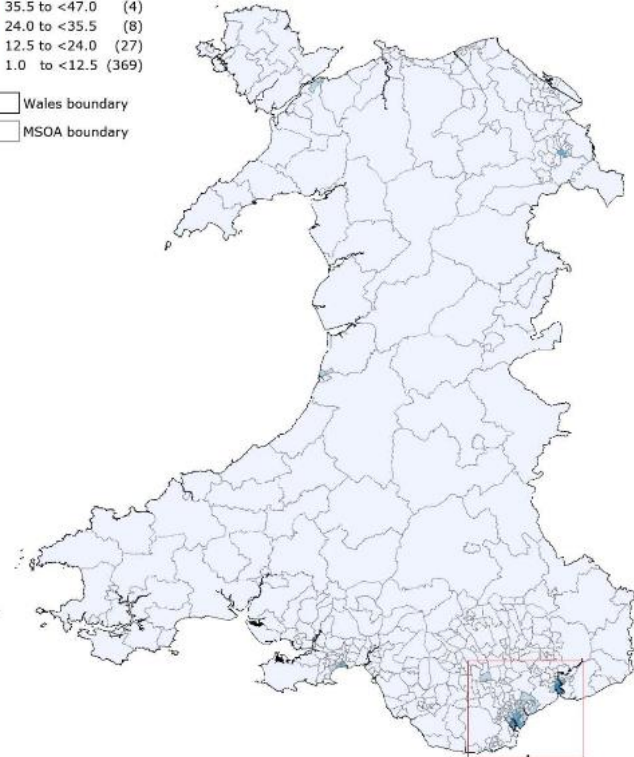 35.5 to <47.0 (4)
24.0 to <35.5 (8)
12.5 to <24.0 (27)
1.0 to <12.5 (369)
Wales boundary
MSOA boundary